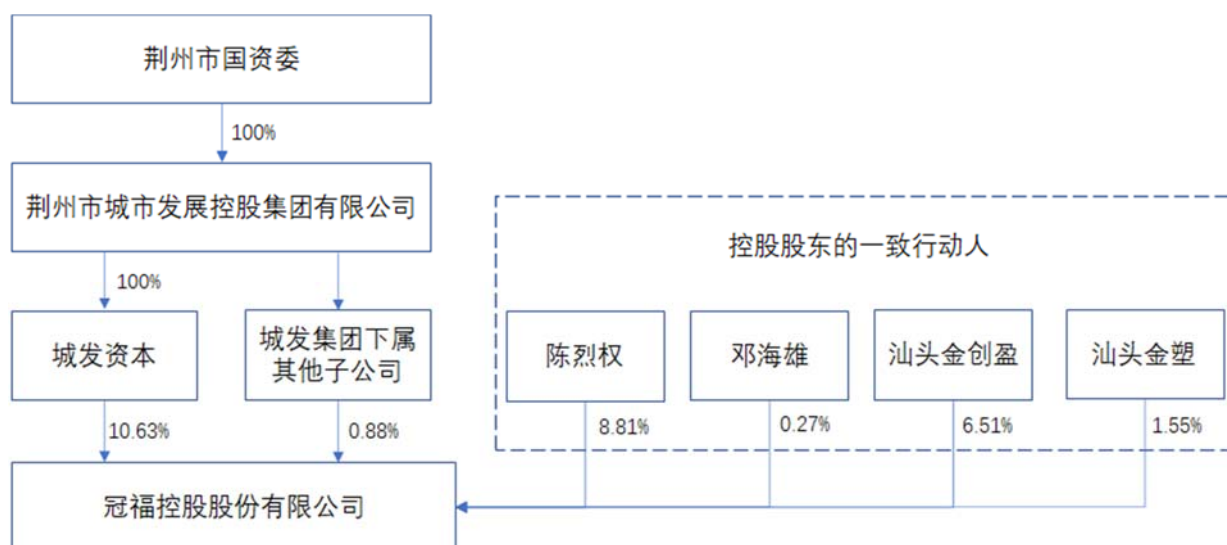 荆州市国资委
100%
荆州市城市发展控股集团有限公司
100%
城发资本
城发集团下属
其他子公司
10.63%
0.88%
控股股东的一致行动人
陈烈权
邓海雄
汕头金创盈
汕头金塑
8.81%
0.27%
6.51%
1.55%
冠福控股股份有限公司